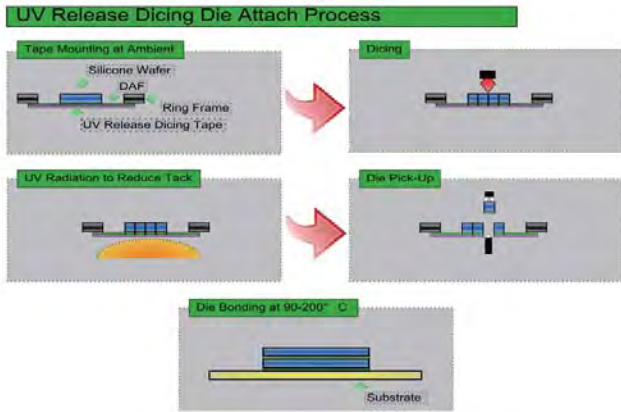 UV Release Dicing Die Attach Process
Tape Mounting at Ambient
Silicone Wafer
DAF
Ring Frame
UV Release Dicing Tape
Dicing
UV Radiation to Reduce Tack
Die Pick-Up
Die Bonding at 90-200° C
Substrate